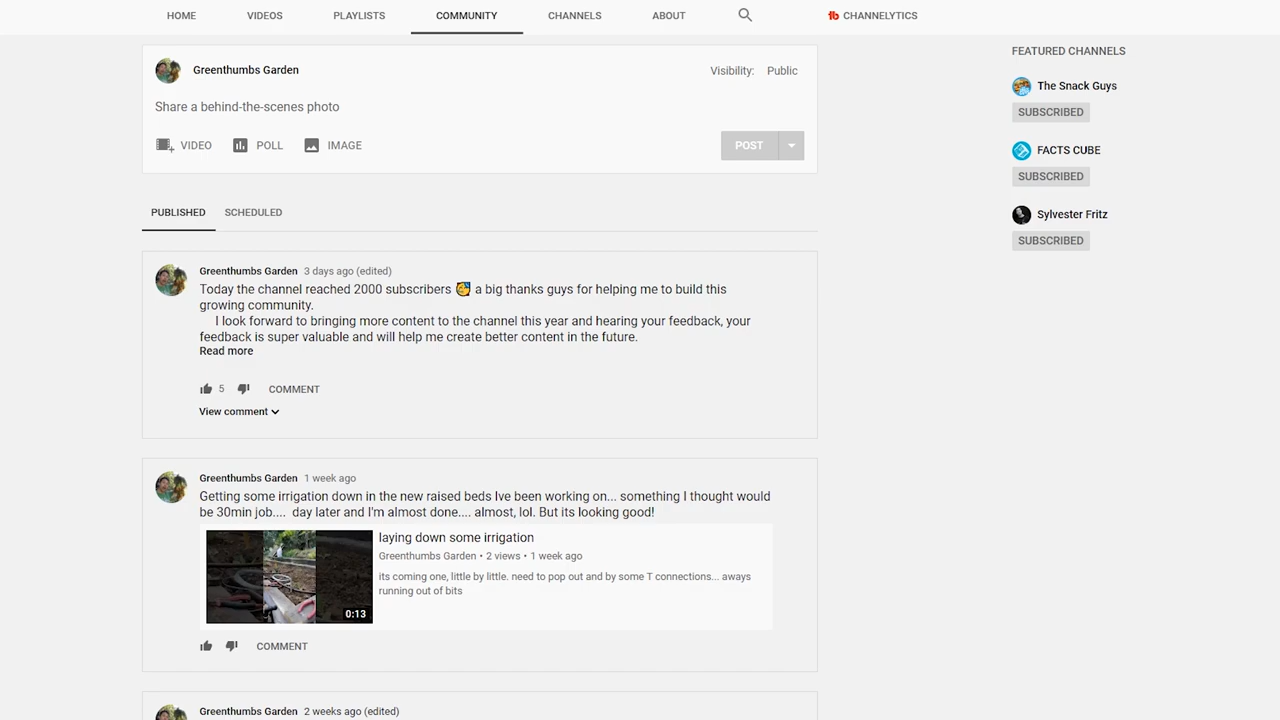 HOME VIDEOS PLAYLISTS COMMUNITY CHANNELS ABOUT CHANNELYTICS
Greenthumbs Garden
Visibility: Public
Share a behind-the-scenes photo
VIDEO POLL IMAGE
POST
PUBLISHED SCHEDULED
Greenthumbs Garden 3 days ago (edited)
Today the channel reached 2000 subscribers 🥳 a big thanks guys for helping me to build this
growing community.
I look forward to bringing more content to the channel this year and hearing your feedback, your
feedback is super valuable and will help me create better content in the future.
Read more
5 COMMENT
View comment
Greenthumbs Garden 1 week ago
Getting some irrigation down in the new raised beds Ive been working on... something I thought would
be 30min job.... day later and I'm almost done.... almost, lol. But its looking good!
laying down some irrigation
Greenthumbs Garden • 2 views • 1 week ago
its coming one, little by little. need to pop out and by some T connections... aways
running out of bits
0:13
COMMENT
Greenthumbs Garden 2 weeks ago (edited)
FEATURED CHANNELS
The Snack Guys
SUBSCRIBED
FACTS CUBE
SUBSCRIBED
Sylvester Fritz
SUBSCRIBED